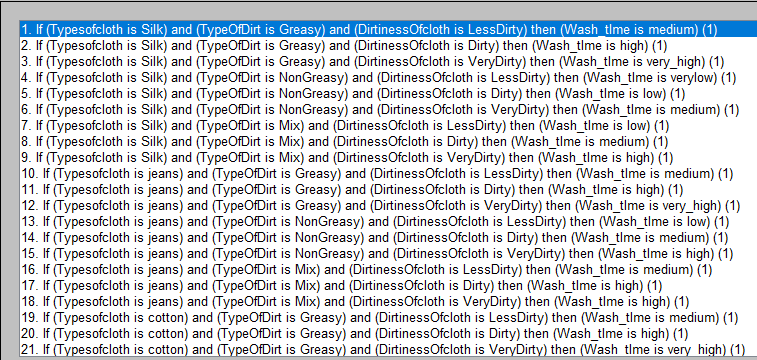 1. If (Typesofcloth is Silk) and (TypeOfDirt is Greasy) and (DirtinessOfcloth is LessDirty) then (Wash_tIme is medium) (1)
2. If (Typesofcloth is Silk) and (TypeOfDirt is Greasy) and (DirtinessOfcloth is Dirty) then (Wash_tIme is high) (1)
3. If (Typesofcloth is Silk) and (TypeOfDirt is Greasy) and (DirtinessOfcloth is VeryDirty) then (Wash_tIme is very_high) (1)
4. If (Typesofcloth is Silk) and (TypeOfDirt is NonGreasy) and (DirtinessOfcloth is LessDirty) then (Wash_tIme is verylow) (1)
5. If (Typesofcloth is Silk) and (TypeOfDirt is NonGreasy) and (DirtinessOfcloth is Dirty) then (Wash_tIme is low) (1)
6. If (Typesofcloth is Silk) and (TypeOfDirt is NonGreasy) and (DirtinessOfcloth is VeryDirty) then (Wash_tIme is medium) (1)
7. If (Typesofcloth is Silk) and (TypeOfDirt is Mix) and (DirtinessOfcloth is LessDirty) then (Wash_tIme is low) (1)
8. If (Typesofcloth is Silk) and (TypeOfDirt is Mix) and (DirtinessOfcloth is Dirty) then (Wash_tIme is medium) (1)
9. If (Typesofcloth is Silk) and (TypeOfDirt is Mix) and (DirtinessOfcloth is VeryDirty) then (Wash_tIme is high) (1)
10. If (Typesofcloth is jeans) and (TypeOfDirt is Greasy) and (DirtinessOfcloth is LessDirty) then (Wash_tIme is medium) (1)
11. If (Typesofcloth is jeans) and (TypeOfDirt is Greasy) and (DirtinessOfcloth is Dirty) then (Wash_tIme is high) (1)
12. If (Typesofcloth is jeans) and (TypeOfDirt is Greasy) and (DirtinessOfcloth is VeryDirty) then (Wash_tIme is very_high) (1)
13. If (Typesofcloth is jeans) and (TypeOfDirt is NonGreasy) and (DirtinessOfcloth is LessDirty) then (Wash_tIme is low) (1)
14. If (Typesofcloth is jeans) and (TypeOfDirt is NonGreasy) and (DirtinessOfcloth is Dirty) then (Wash_tIme is medium) (1)
15. If (Typesofcloth is jeans) and (TypeOfDirt is NonGreasy) and (DirtinessOfcloth is VeryDirty) then (Wash_tIme is high) (1)
16. If (Typesofcloth is jeans) and (TypeOfDirt is Mix) and (DirtinessOfcloth is LessDirty) then (Wash_tIme is medium) (1)
17. If (Typesofcloth is jeans) and (TypeOfDirt is Mix) and (DirtinessOfcloth is Dirty) then (Wash_tIme is high) (1)
18. If (Typesofcloth is jeans) and (TypeOfDirt is Mix) and (DirtinessOfcloth is VeryDirty) then (Wash_tIme is high) (1)
19. If (Typesofcloth is cotton) and (TypeOfDirt is Greasy) and (DirtinessOfcloth is LessDirty) then (Wash_tIme is medium) (1)
20. If (Typesofcloth is cotton) and (TypeOfDirt is Greasy) and (DirtinessOfcloth is Dirty) then (Wash_tIme is high) (1)
21. If (Typesofcloth is cotton) and (TypeOfDirt is Greasy) and (DirtinessOfcloth is VeryDirty) then (Wash_tIme is very_high) (1)